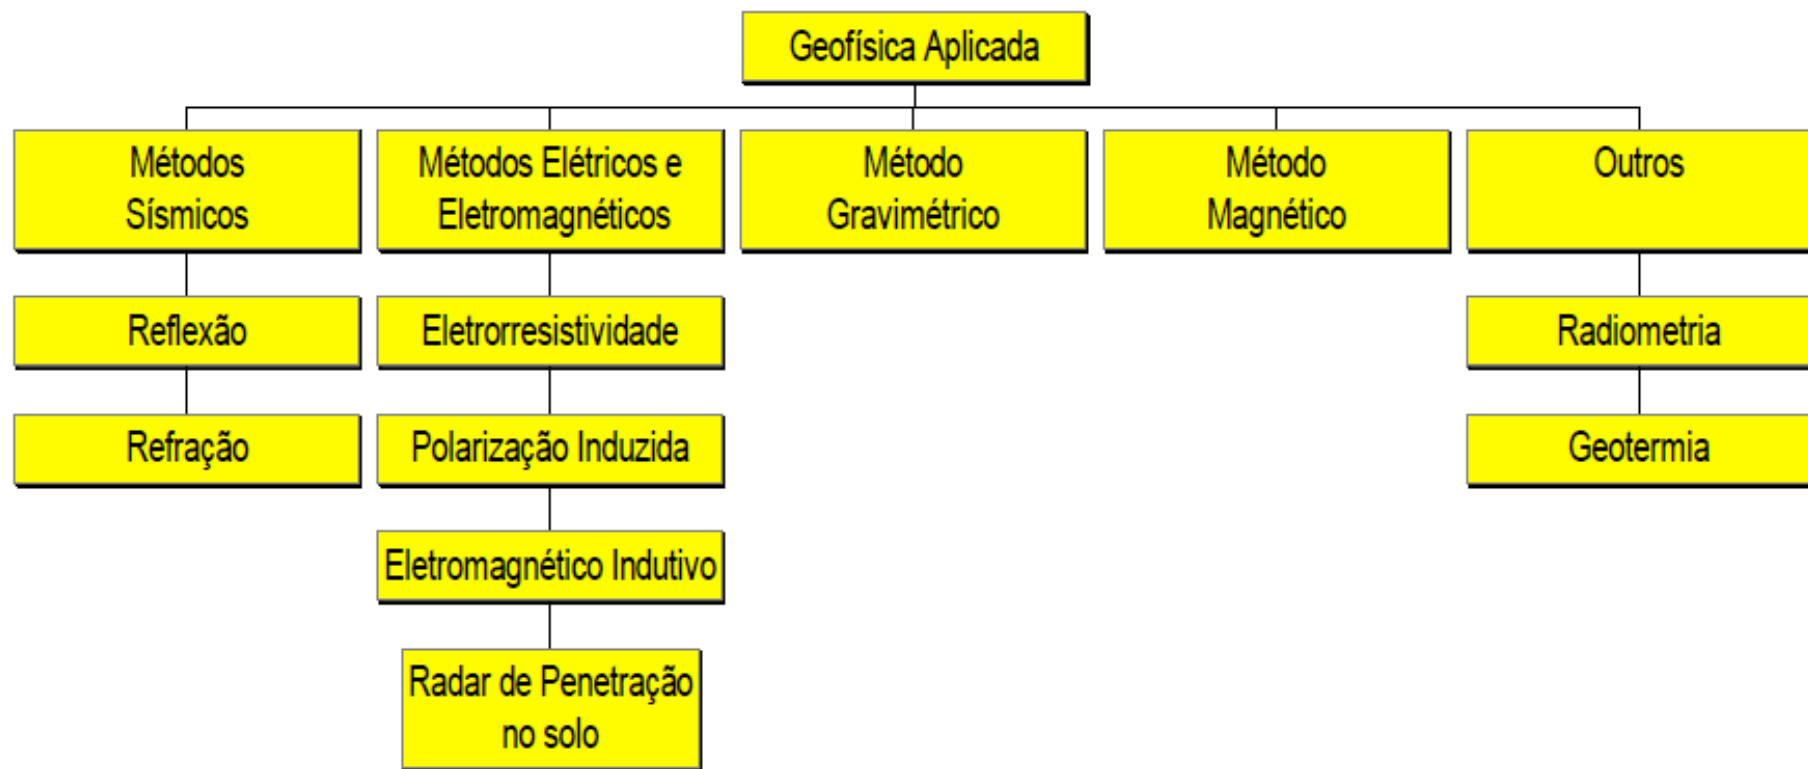 Geofísica Aplicada
Métodos
Sísmicos
Métodos Elétricos e
Eletromagnéticos
Método
Gravimétrico
Método
Magnético
Outros
Reflexão
Eletrorresistividade
Radiometria
Refração
Polarização Induzida
Geotermia
Eletromagnético Indutivo
Radar de Penetração
no solo